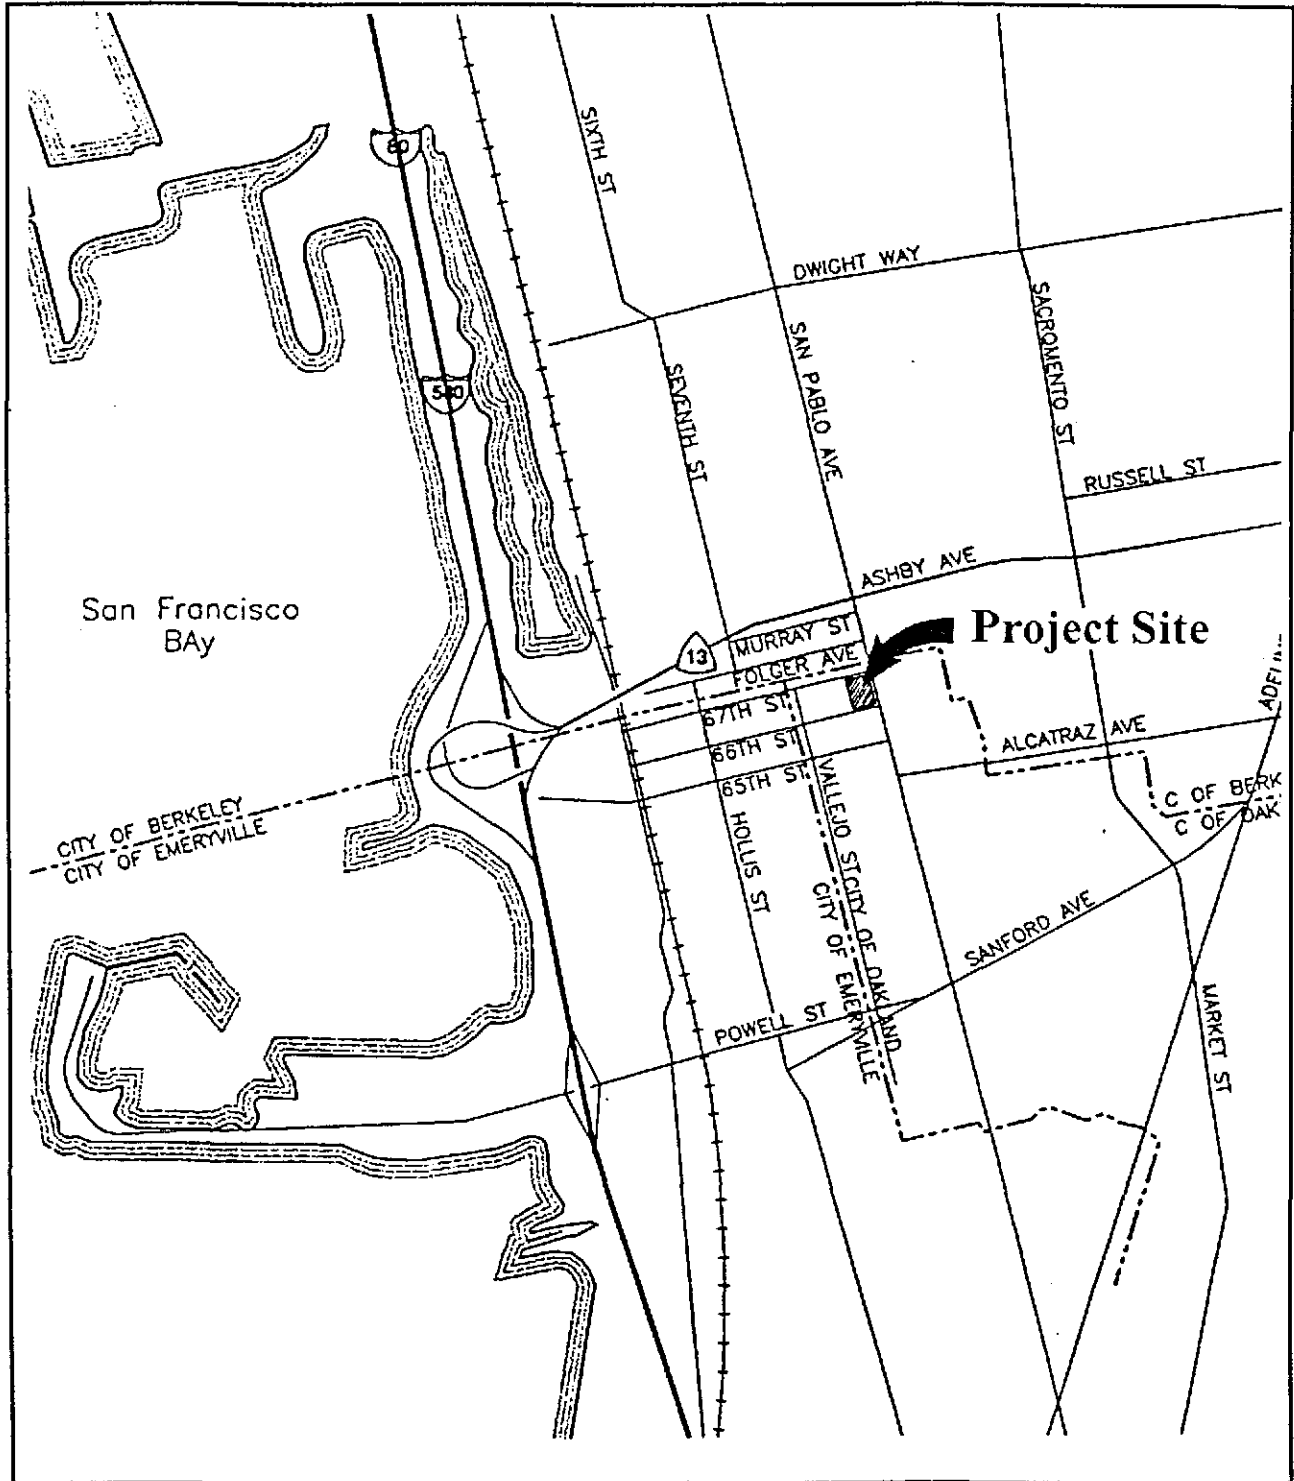 80
SIXTH ST
DWIGHT WAY
SACROMENTO ST
SAN PABLO AVE
SEVENTH ST
580
RUSSELL ST
ASHBY AVE
San Francisco
BAy
Project Site
MURRAY ST
13
FOLGER AVE
67TH ST
66TH ST
65TH ST
ALCATRAZ AVE
C OF BERK
C OF OAK
CITY OF BERKELEY
CITY OF EMERYVILLE
HOLLIS ST
VALLEJO ST
CITY OF OAKLAND
CITY OF EMERYVILLE
SANFORD AVE
POWELL ST
MARKET ST